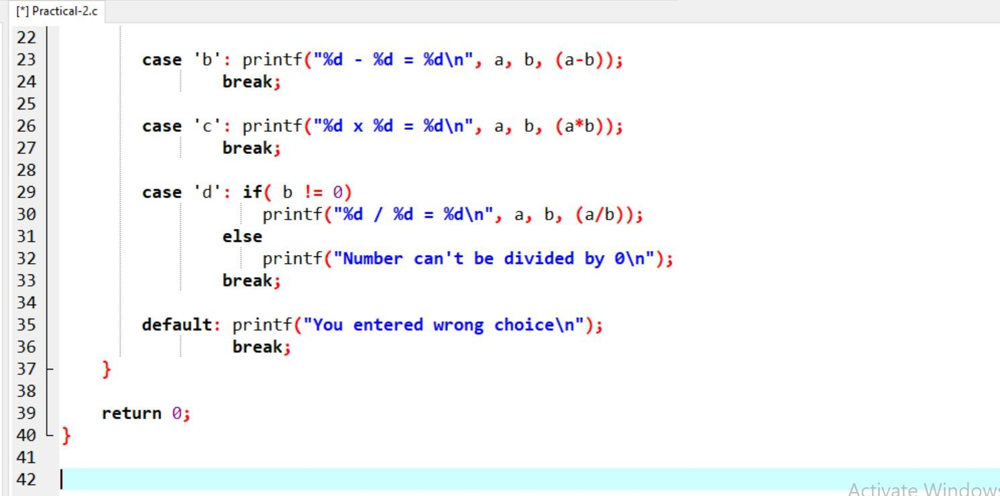 [*] Practical-2.c
22
23 case 'b': printf("%d - %d = %d\n", a, b, (a-b));
24 break;
25
26 case 'c': printf("%d x %d = %d\n", a, b, (a*b));
27 break;
28
29 case 'd': if( b != 0)
30 printf("%d / %d = %d\n", a, b, (a/b));
31 else
32 printf("Number can't be divided by 0\n");
33 break;
34
35 default: printf("You entered wrong choice\n");
36 break;
37 }
38
39 return 0;
40 }
41
42
Activate Windows